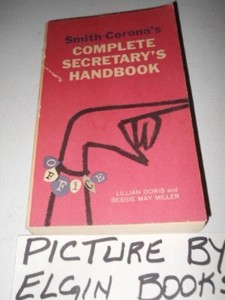 Smith-Corona's
COMPLETE
SECRETARY'S
HANDBOOK
OFFICE
LILLIAN DORIS and
BESSIE MAY MILLER
PICTURE BY
ELGIN BOOKS